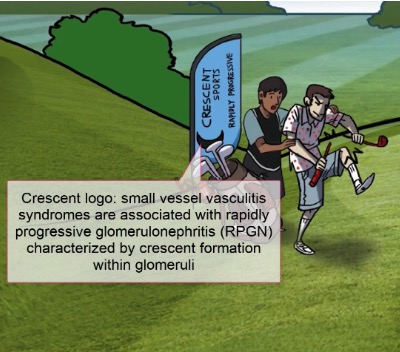 CRESCENT
SPORTS
RAPIDLY PROGRESSIVE
Crescent logo: small vessel vasculitis
syndromes are associated with rapidly
progressive glomerulonephritis (RPGN)
characterized by crescent formation
within glomeruli